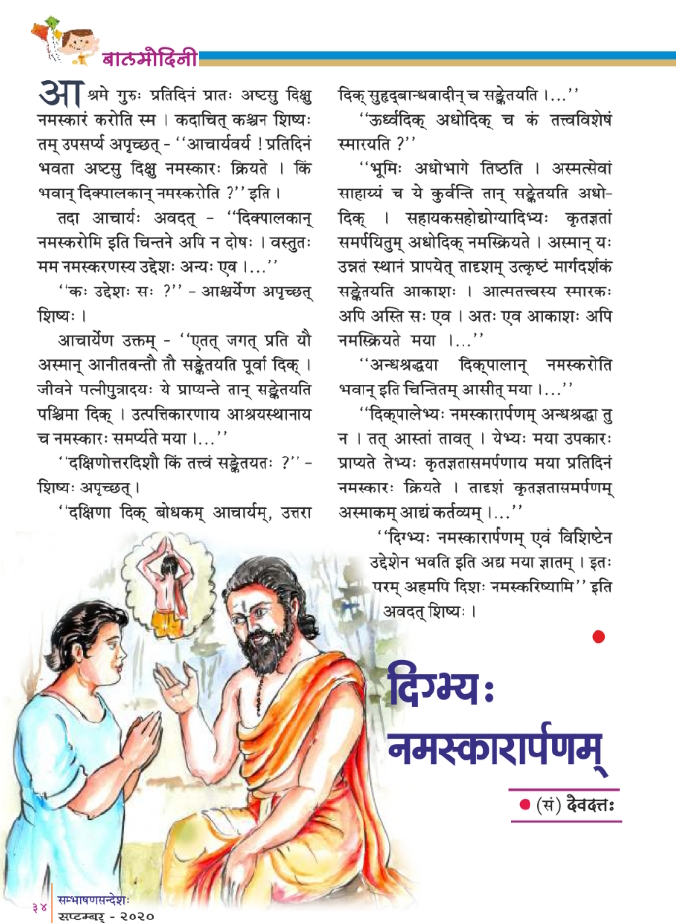 बालमोदिनी
आश्रमे गुरुः प्रतिदिनं प्रातः अष्टसु दिक्षु
नमस्कारं करोति स्म । कदाचित् कश्चन शिष्यः
तम् उपसर्प्य अपृच्छत् - ‘‘आचार्यवर्य ! प्रतिदिनं
भवता अष्टसु दिक्षु नमस्कारः क्रियते । किं
भवान् दिक्पालकान् नमस्करोति ?’’ इति ।
तदा आचार्यः अवदत् - ‘‘दिक्पालकान्
नमस्करोमि इति चिन्तने अपि न दोषः । वस्तुतः
मम नमस्करणस्य उद्देशः अन्यः एव ।...’’
‘‘कः उद्देशः सः ?’’ - आश्चर्येण अपृच्छत्
शिष्यः ।
आचार्येण उक्तम् - ‘‘एतत् जगत् प्रति यौ
अस्मान् आनीतवन्तौ तौ सङ्केतयति पूर्वा दिक् ।
जीवने पत्नीपुत्रादयः ये प्राप्यन्ते तान् सङ्केतयति
पश्चिमा दिक् । उत्पत्तिकारणाय आश्रयस्थानाय
च नमस्कारः समर्प्यते मया ।...’’
‘‘दक्षिणोत्तरदिशौ किं तत्त्वं सङ्केतयतः ?’’ -
शिष्यः अपृच्छत् ।
‘‘दक्षिणा दिक् बोधकम् आचार्यम्, उत्तरा
दिक् सुहृद्बान्धवादीन् च सङ्केतयति ।...’’
‘‘ऊर्ध्वदिक् अधोदिक् च कं तत्त्वविशेषं
स्मारयति ?’’
‘‘भूमिः अधोभागे तिष्ठति । अस्मत्सेवां
साहाय्यं च ये कुर्वन्ति तान् सङ्केतयति अधो-
दिक् । सहायकसहोद्योग्यादिभ्यः कृतज्ञतां
समर्पयितुम् अधोदिक् नमस्क्रियते । अस्मान् यः
उन्नतं स्थानं प्रापयेत् तादृशम् उत्कृष्टं मार्गदर्शकं
सङ्केतयति आकाशः । आत्मतत्त्वस्य स्मारकः
अपि अस्ति सः एव । अतः एव आकाशः अपि
नमस्क्रियते मया ।...’’
‘‘अन्धश्रद्धया दिक्पालान् नमस्करोति
भवान् इति चिन्तितम् आसीत् मया ।...’’
‘‘दिक्पालेभ्यः नमस्कारार्पणम् अन्धश्रद्धा तु
न । तत् आस्तां तावत् । येभ्यः मया उपकारः
प्राप्यते तेभ्यः कृतज्ञतासमर्पणाय मया प्रतिदिनं
नमस्कारः क्रियते । तादृशं कृतज्ञतासमर्पणम्
अस्माकम् आद्यं कर्तव्यम् ।...’’
‘‘दिग्भ्यः नमस्कारार्पणम् एवं विशिष्टेन
उद्देशेन भवति इति अद्य मया ज्ञातम् । इतः
परम् अहमपि दिशः नमस्करिष्यामि’’ इति
अवदत् शिष्यः ।
दिग्भ्यः
नमस्कारार्पणम्
● (सं) देवदत्तः
३४
सम्भाषणसन्देशः
सप्टम्बर् - २०२०